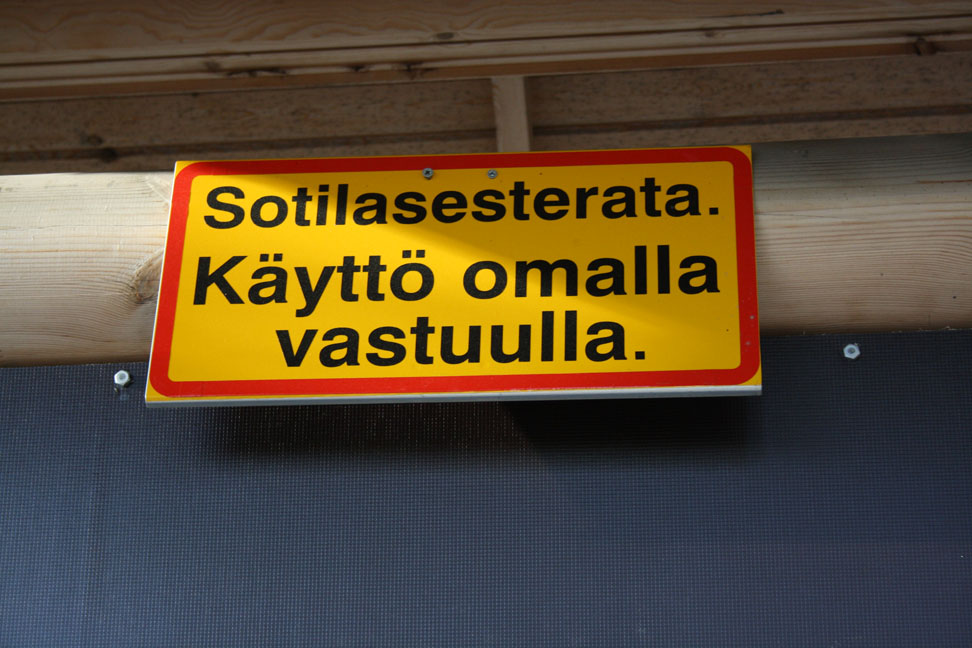 Sotilasesterata.
Käyttö omalla
vastuulla.